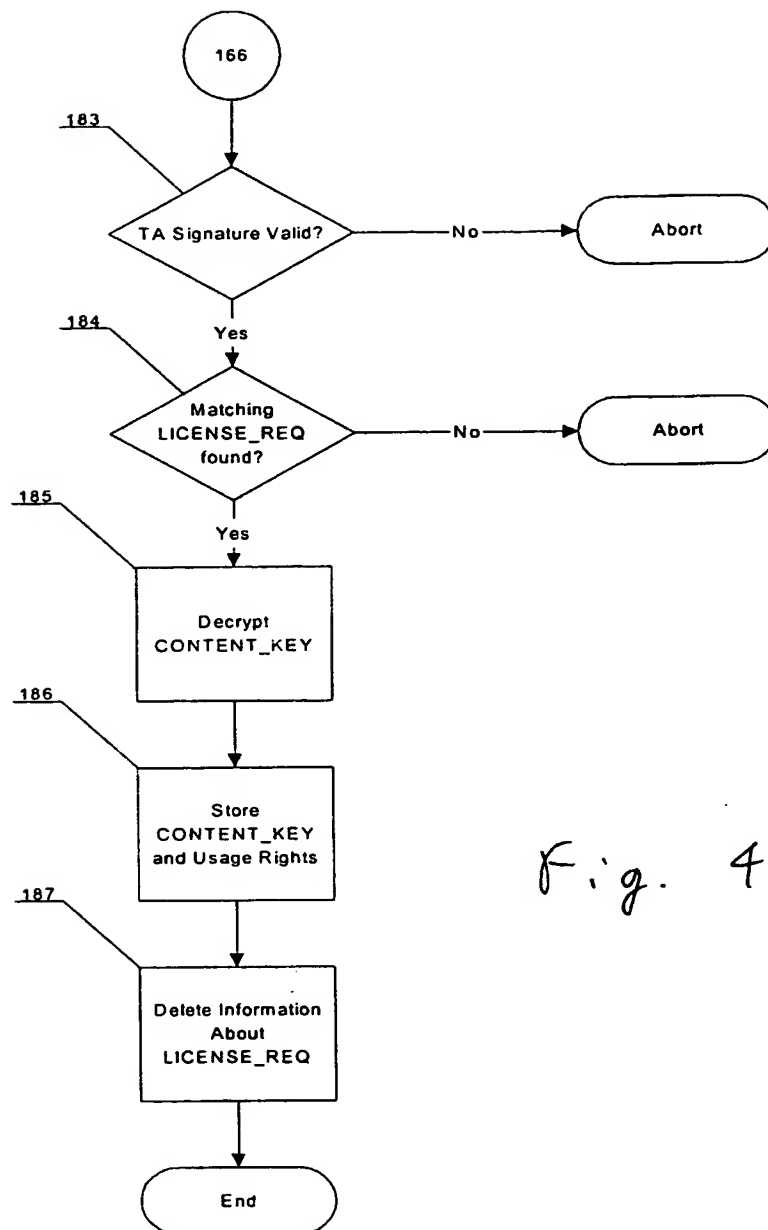 166
183
TA Signature Valid?
No
Abort
Yes
184
Matching
LICENSE_REQ
found?
No
Abort
Yes
185
Decrypt
CONTENT_KEY
186
Store
CONTENT_KEY
and Usage Rights
Fig. 4
187
Delete Information
About
LICENSE_REQ
End